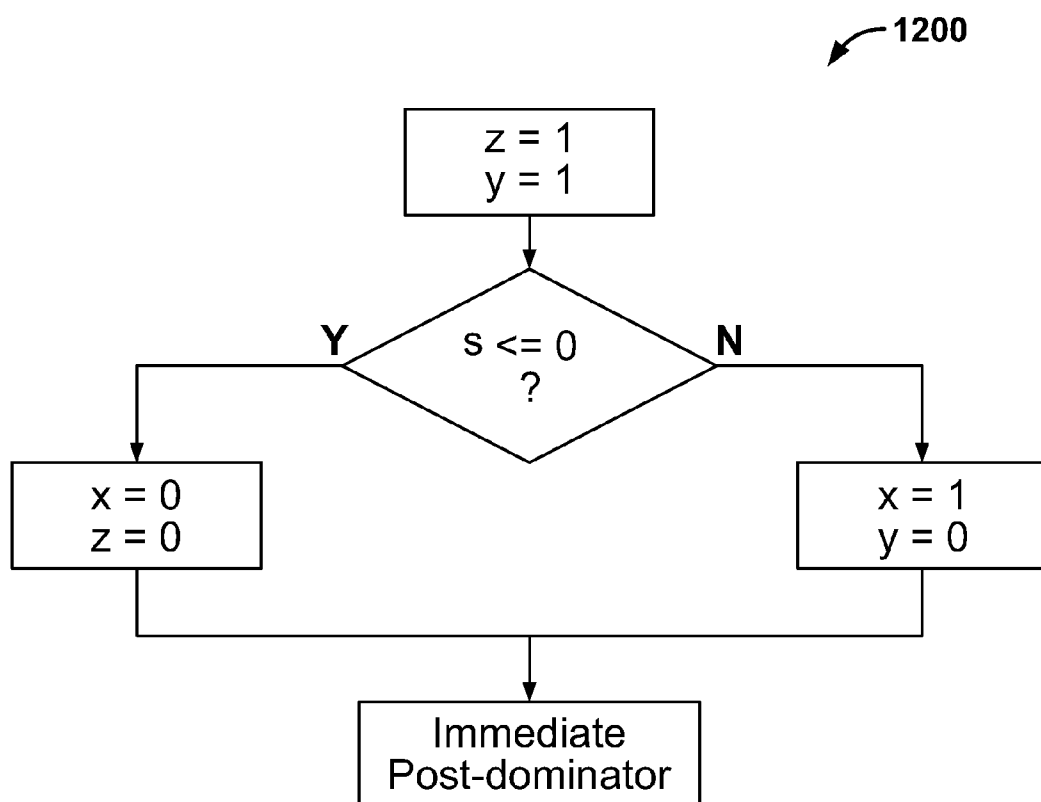 1200
z = 1
y = 1
Y
N
s <= 0
?
x = 0
z = 0
x = 1
y = 0
Immediate
Post-dominator